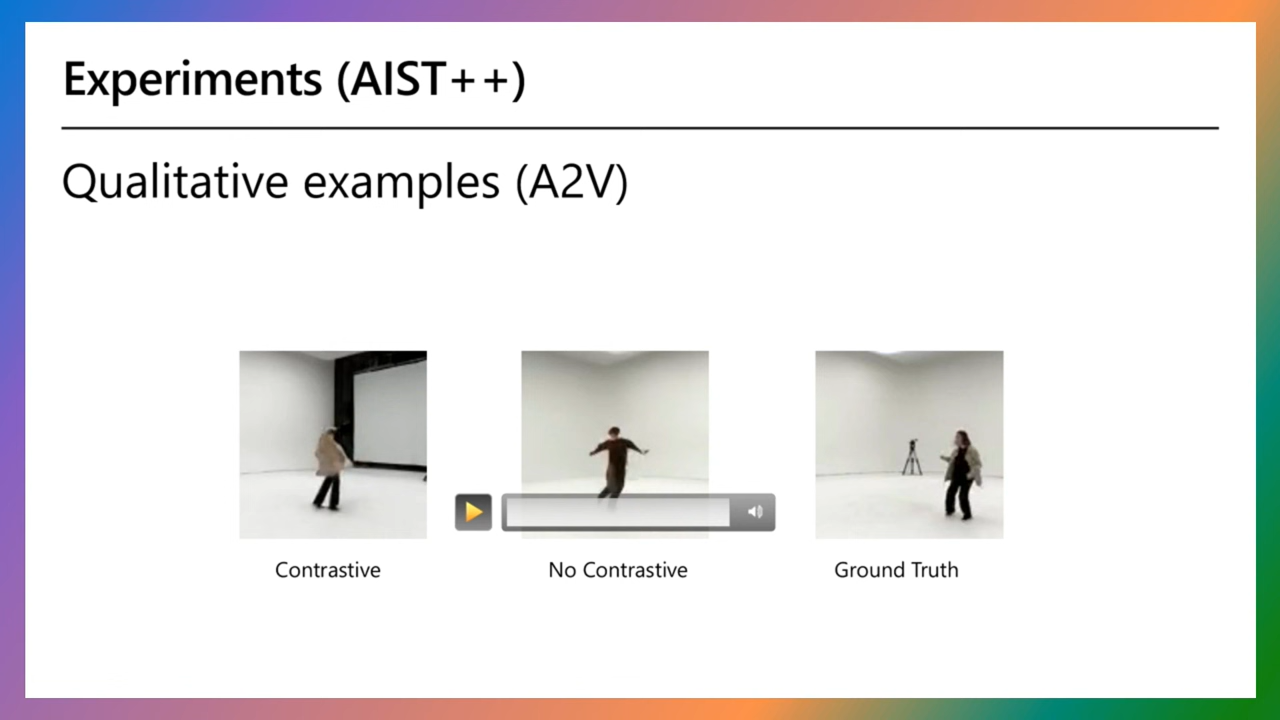 Experiments (AIST++)
Qualitative examples (A2V)
Contrastive
No Contrastive
Ground Truth